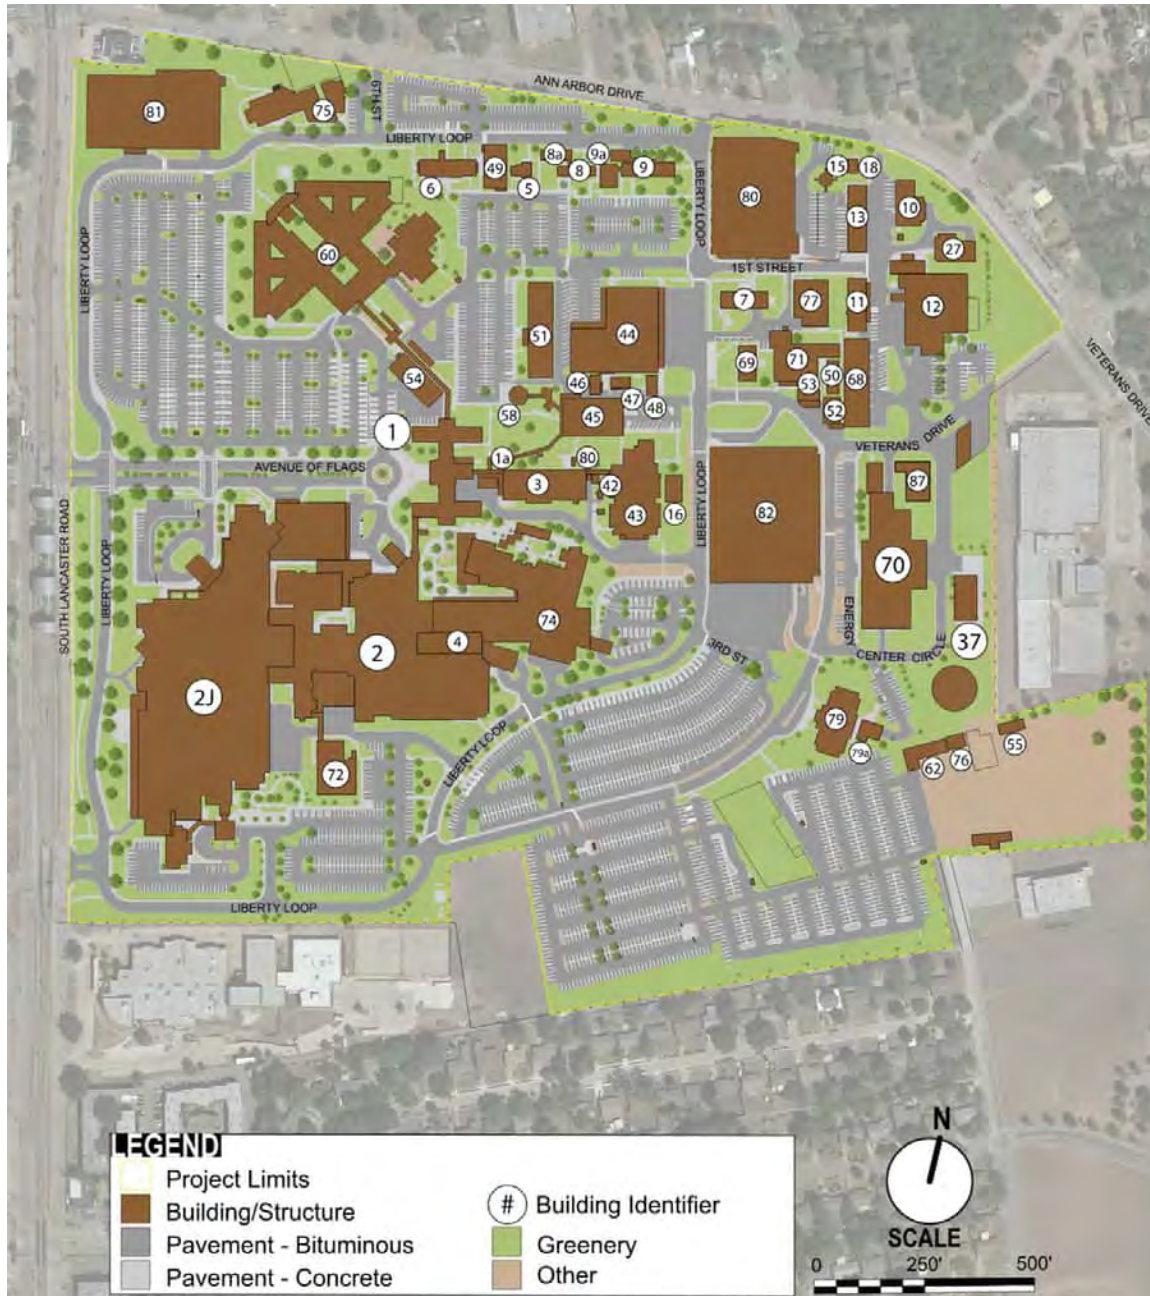 ANN ARBOR DRIVE
81
75
6TH ST
LIBERTY LOOP
6
49
5
8a
8
9a
9
LIBERTY LOOP
80
15
18
13
10
27
60
LIBERTY LOOP
1ST STREET
7
77
11
12
51
44
69
71
50
68
53
52
VETERANS DRIVE
54
46
47
48
58
45
1
1a
80
AVENUE OF FLAGS
3
42
43
16
LIBERTY LOOP
82
VETERANS DRIVE
87
70
SOUTH LANCASTER ROAD
LIBERTY LOOP
ENERGY CENTER CIRCLE
37
74
4
2
2J
3RD ST
72
LIBERTY LOOP
79
79a
62
76
55
LIBERTY LOOP
LEGEND
Project Limits
Building/Structure
Pavement - Bituminous
Pavement - Concrete
# Building Identifier
Greenery
Other
N
SCALE
0 250' 500'